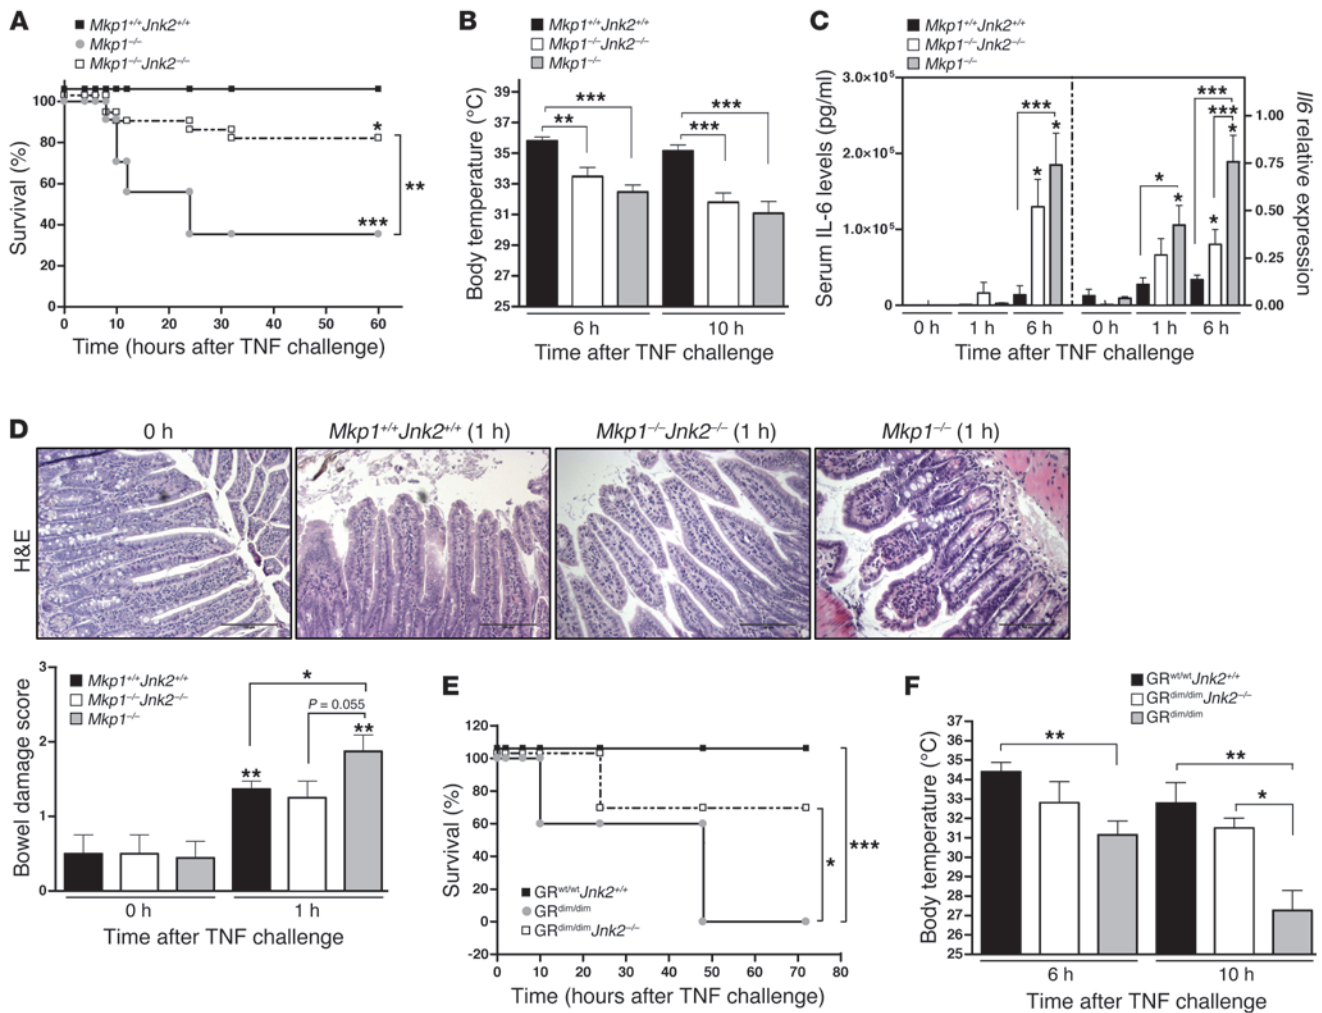 A
Mkp1+/+Jnk2+/+
Mkp1–/–
Mkp1–/–Jnk2–/–
Survival (%)
100
80
60
40
20
0
*
**
***
0 10 20 30 40 50 60
Time (hours after TNF challenge)
B
Mkp1+/+Jnk2+/+
Mkp1–/–Jnk2–/–
Mkp1–/–
Body temperature (°C)
39
37
35
33
31
29
27
25
***
**
***
***
6 h 10 h
Time after TNF challenge
C
Mkp1+/+Jnk2+/+
Mkp1–/–Jnk2–/–
Mkp1–/–
Serum IL-6 levels (pg/ml)
3.0×10⁵
2.0×10⁵
1.0×10⁵
0
***
*
*
*
*
***
***
*
*
1.00
0.75
0.50
0.25
0.00
Il6 relative expression
0 h 1 h 6 h 0 h 1 h 6 h
Time after TNF challenge
D
0 h
Mkp1+/+Jnk2+/+ (1 h)
Mkp1–/–Jnk2–/– (1 h)
Mkp1–/– (1 h)
H&E
Mkp1+/+Jnk2+/+
Mkp1–/–Jnk2–/–
Mkp1–/–
Bowel damage score
3
2
1
0
*
P = 0.055
**
**
0 h 1 h
Time after TNF challenge
E
Survival (%)
120
100
80
60
40
20
0
-20
GRwt/wtJnk2+/+
GRdim/dim
GRdim/dimJnk2–/–
*
***
0 10 20 30 40 50 60 70 80
Time (hours after TNF challenge)
F
GRwt/wtJnk2+/+
GRdim/dimJnk2–/–
GRdim/dim
Body temperature (°C)
37
36
35
34
33
32
31
30
29
28
27
26
25
**
**
*
6 h 10 h
Time after TNF challenge